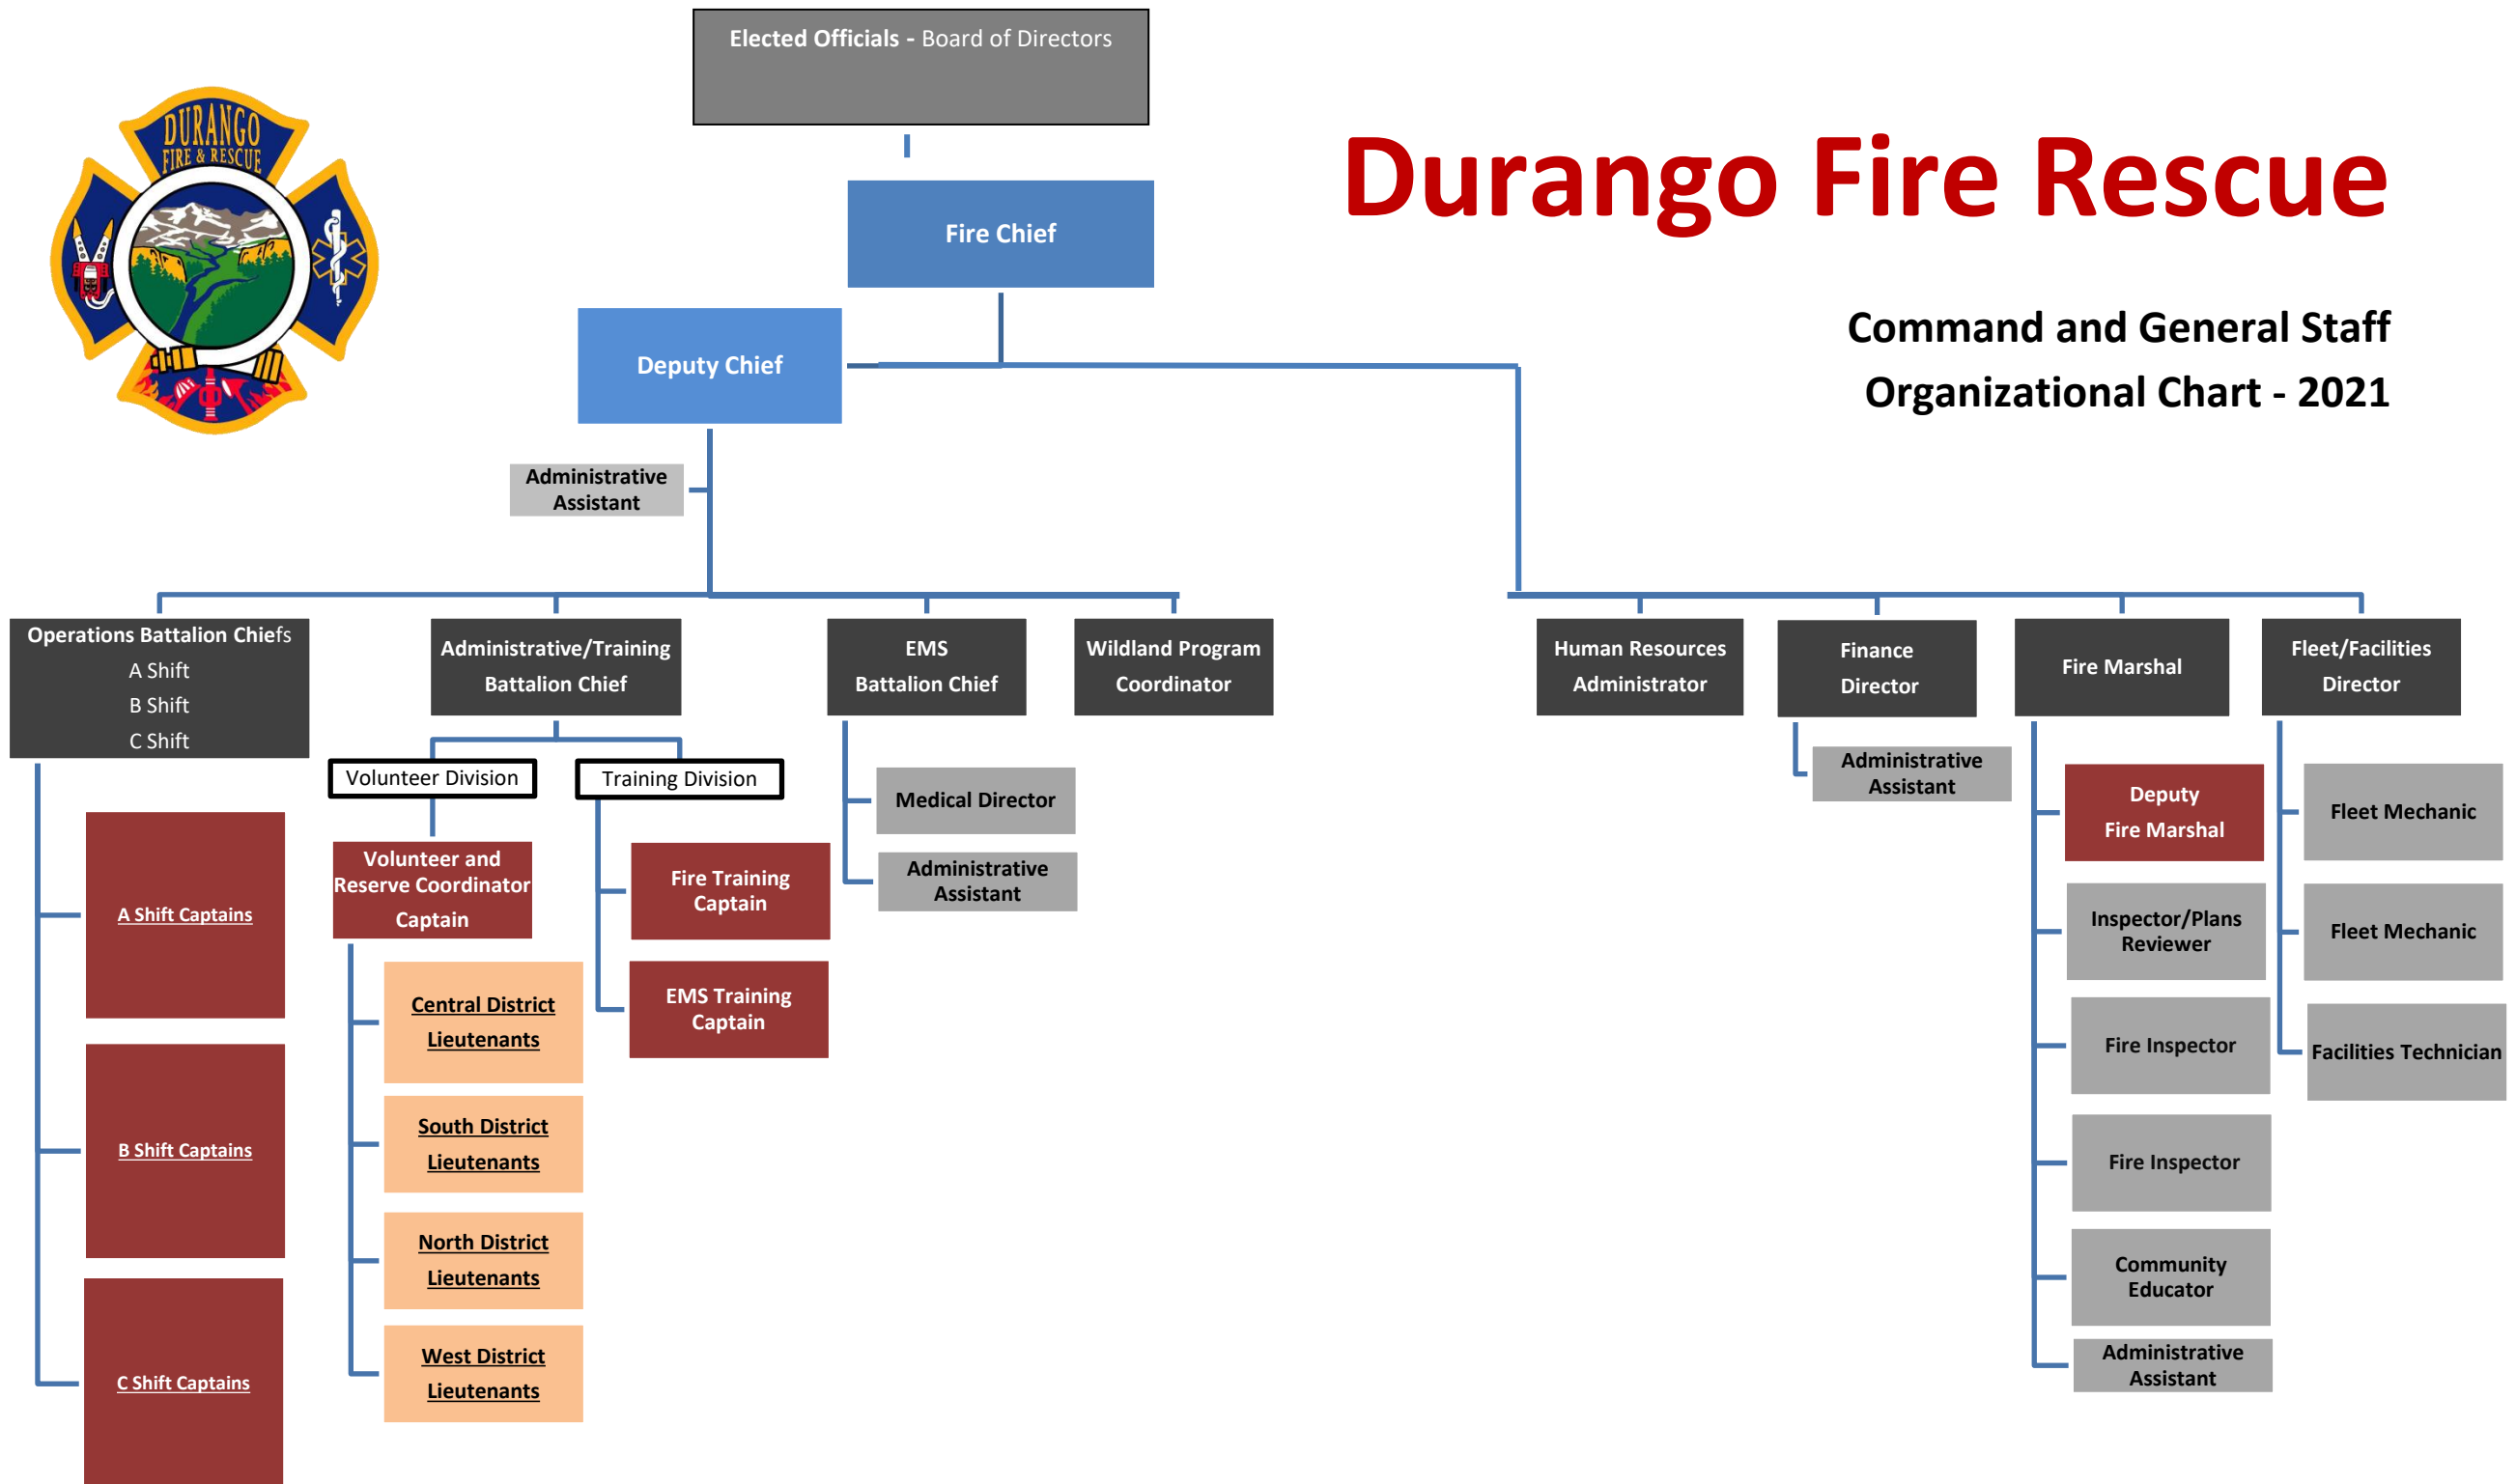 Elected Officials - Board of Directors
DURANGO
FIRE & RESCUE
Durango Fire Rescue
Fire Chief
Command and General Staff
Organizational Chart - 2021
Deputy Chief
Administrative
Assistant
Operations Battalion Chiefs
A Shift
B Shift
C Shift
Administrative/Training
Battalion Chief
EMS
Battalion Chief
Wildland Program
Coordinator
Human Resources
Administrator
Finance
Director
Fire Marshal
Fleet/Facilities
Director
A Shift Captains
B Shift Captains
C Shift Captains
Volunteer Division
Training Division
Volunteer and
Reserve Coordinator
Captain
Central District
Lieutenants
South District
Lieutenants
North District
Lieutenants
West District
Lieutenants
Fire Training
Captain
EMS Training
Captain
Medical Director
Administrative
Assistant
Administrative
Assistant
Deputy
Fire Marshal
Inspector/Plans
Reviewer
Fire Inspector
Fire Inspector
Community
Educator
Administrative
Assistant
Fleet Mechanic
Fleet Mechanic
Facilities Technician